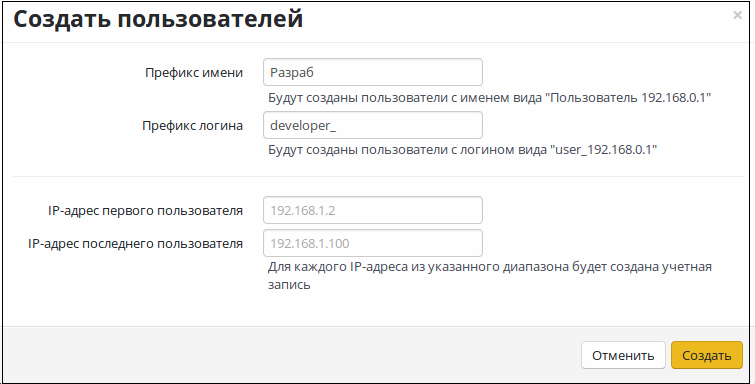 Создать пользователей
×
Префикс имени Разраб
Будут созданы пользователи с именем вида "Пользователь 192.168.0.1"
Префикс логина developer_
Будут созданы пользователи с логином вида "user_192.168.0.1"
IP-адрес первого пользователя 192.168.1.2
IP-адрес последнего пользователя 192.168.1.100
Для каждого IP-адреса из указанного диапазона будет создана учетная
запись
Отменить Создать